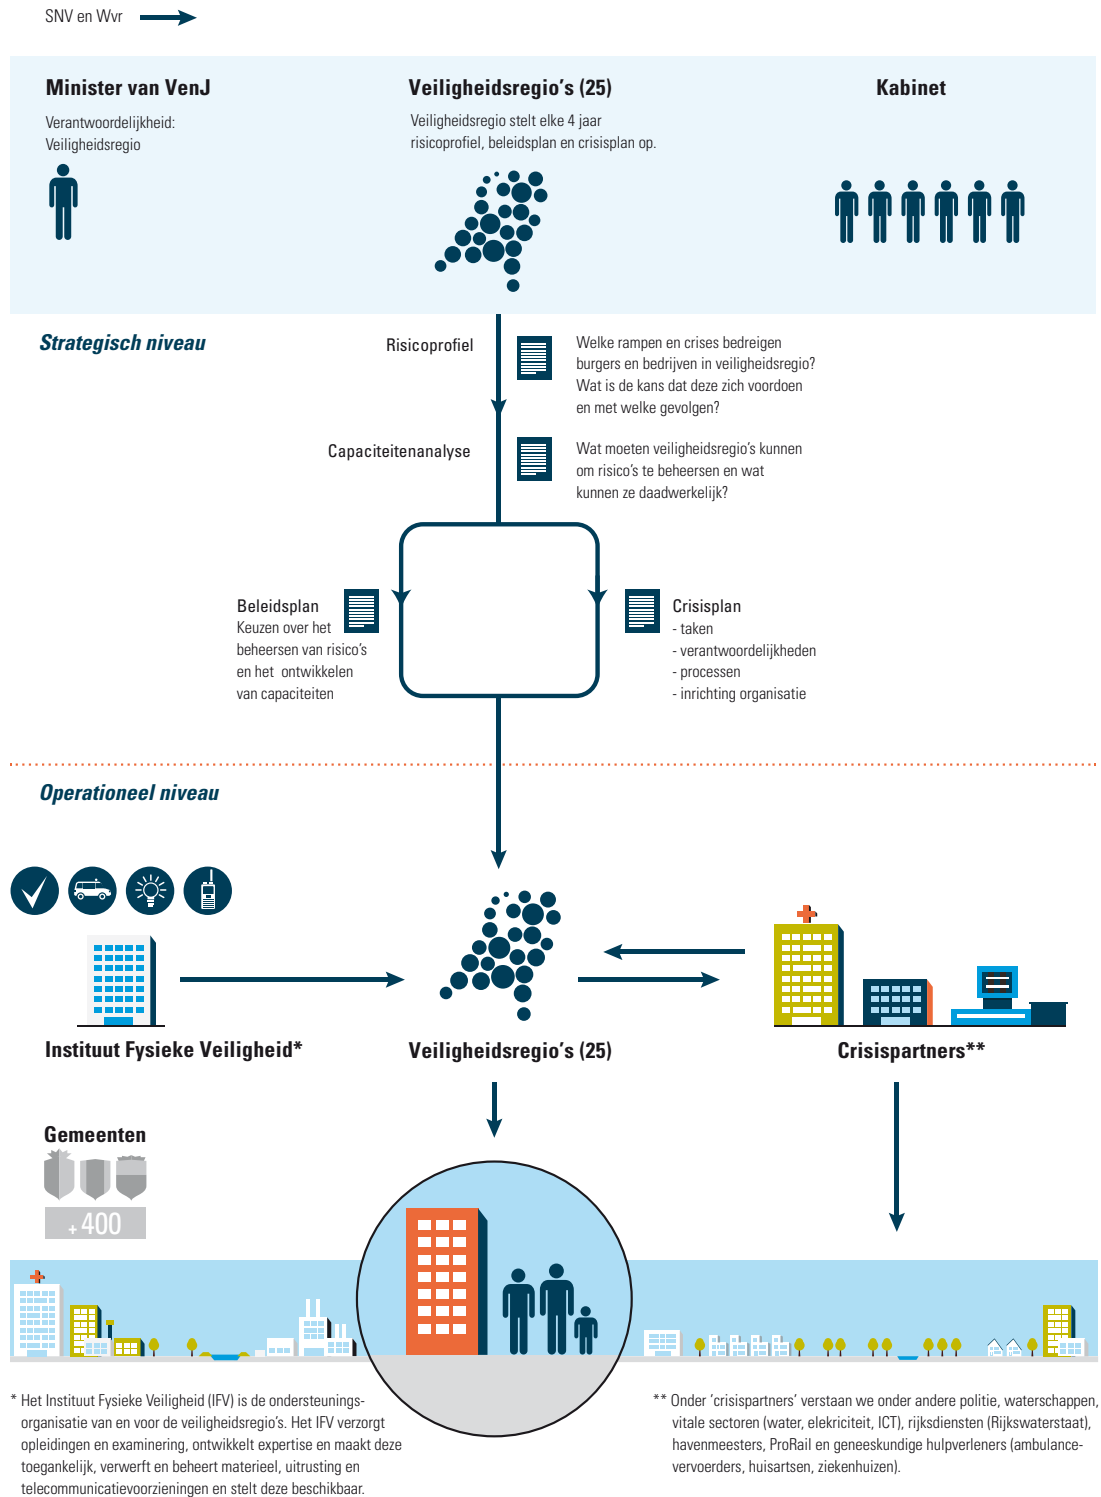 SNV en Wvr
Minister van VenJ
Verantwoordelijkheid:
Veiligheidsregio
Veiligheidsregio's (25)
Veiligheidsregio stelt elke 4 jaar
risicoprofiel, beleidsplan en crisisplan op.
Kabinet
Strategisch niveau
Risicoprofiel
Welke rampen en crises bedreigen
burgers en bedrijven in veiligheidsregio?
Wat is de kans dat deze zich voordoen
en met welke gevolgen?
Capaciteitenanalyse
Wat moeten veiligheidsregio's kunnen
om risico's te beheersen en wat
kunnen ze daadwerkelijk?
Beleidsplan
Keuzen over het
beheersen van risico's
en het ontwikkelen
van capaciteiten
Crisisplan
- taken
- verantwoordelijkheden
- processen
- inrichting organisatie
Operationeel niveau
Instituut Fysieke Veiligheid*
Veiligheidsregio's (25)
Crisispartners**
Gemeenten
+ 400
* Het Instituut Fysieke Veiligheid (IFV) is de ondersteunings-
organisatie van en voor de veiligheidsregio's. Het IFV verzorgt
opleidingen en examinering, ontwikkelt expertise en maakt deze
toegankelijk, verwerft en beheert materieel, uitrusting en
telecommunicatievoorzieningen en stelt deze beschikbaar.
** Onder 'crisispartners' verstaan we onder andere politie, waterschappen,
vitale sectoren (water, elekriciteit, ICT), rijksdiensten (Rijkswaterstaat),
havenmeesters, ProRail en geneeskundige hulpverleners (ambulance-
vervoerders, huisartsen, ziekenhuizen).